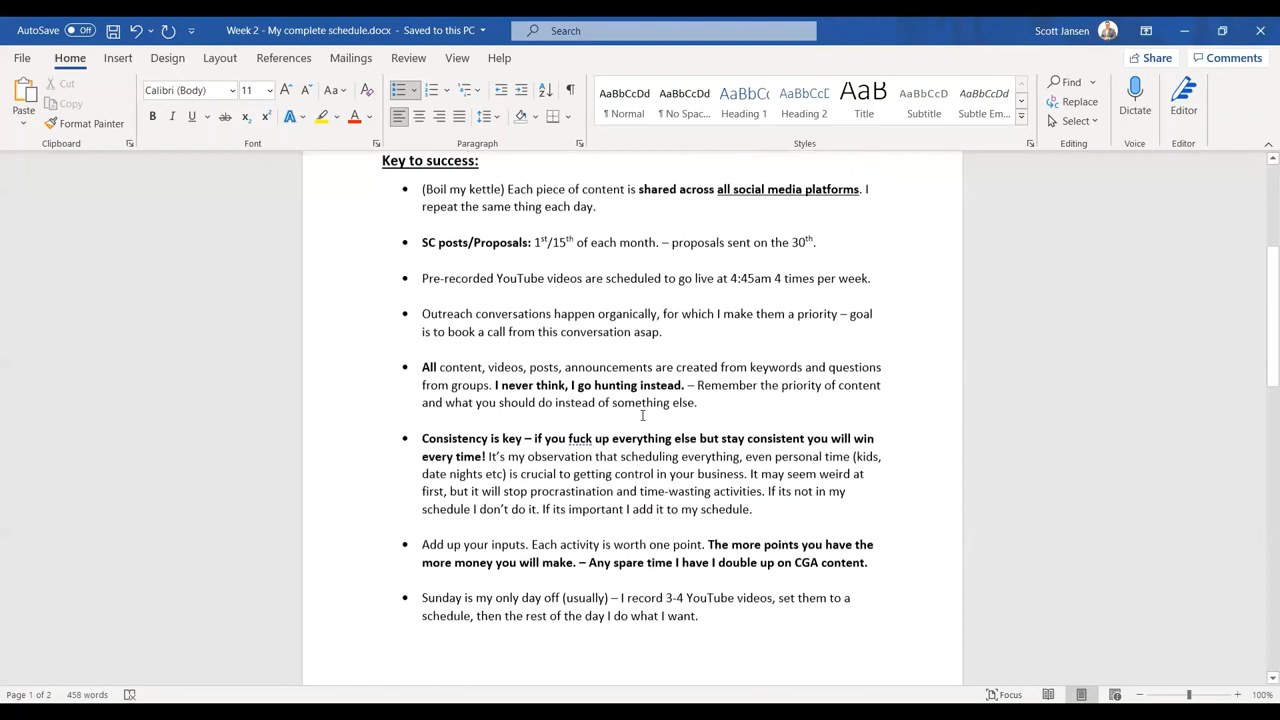 AutoSave Off Week 2 - My complete schedule.docx - Saved to this PC Search Scott Jansen
File Home Insert Design Layout References Mailings Review View Help Share Comments
Paste Cut Copy Format Painter
Clipboard
Calibri (Body) 11 Aa
B I U ab x2 x2 A A
Font
Paragraph
AaBbCcDd AaBbCcDd AaBbCc AaBbCcD AaB AaBbCcD AaBbCcDd
¶ Normal ¶ No Spac... Heading 1 Heading 2 Title Subtitle Subtle Em...
Styles
Find
Replace
Select
Editing
Dictate
Voice
Editor
Editor
Key to success:
• (Boil my kettle) Each piece of content is shared across all social media platforms. I
repeat the same thing each day.
• SC posts/Proposals: 1st/15th of each month. – proposals sent on the 30th.
• Pre-recorded YouTube videos are scheduled to go live at 4:45am 4 times per week.
• Outreach conversations happen organically, for which I make them a priority – goal
is to book a call from this conversation asap.
• All content, videos, posts, announcements are created from keywords and questions
from groups. I never think, I go hunting instead. – Remember the priority of content
and what you should do instead of something else.
• Consistency is key – if you fuck up everything else but stay consistent you will win
every time! It’s my observation that scheduling everything, even personal time (kids,
date nights etc) is crucial to getting control in your business. It may seem weird at
first, but it will stop procrastination and time-wasting activities. If its not in my
schedule I don’t do it. If its important I add it to my schedule.
• Add up your inputs. Each activity is worth one point. The more points you have the
more money you will make. – Any spare time I have I double up on CGA content.
• Sunday is my only day off (usually) – I record 3-4 YouTube videos, set them to a
schedule, then the rest of the day I do what I want.
Page 1 of 2 458 words Focus 100%